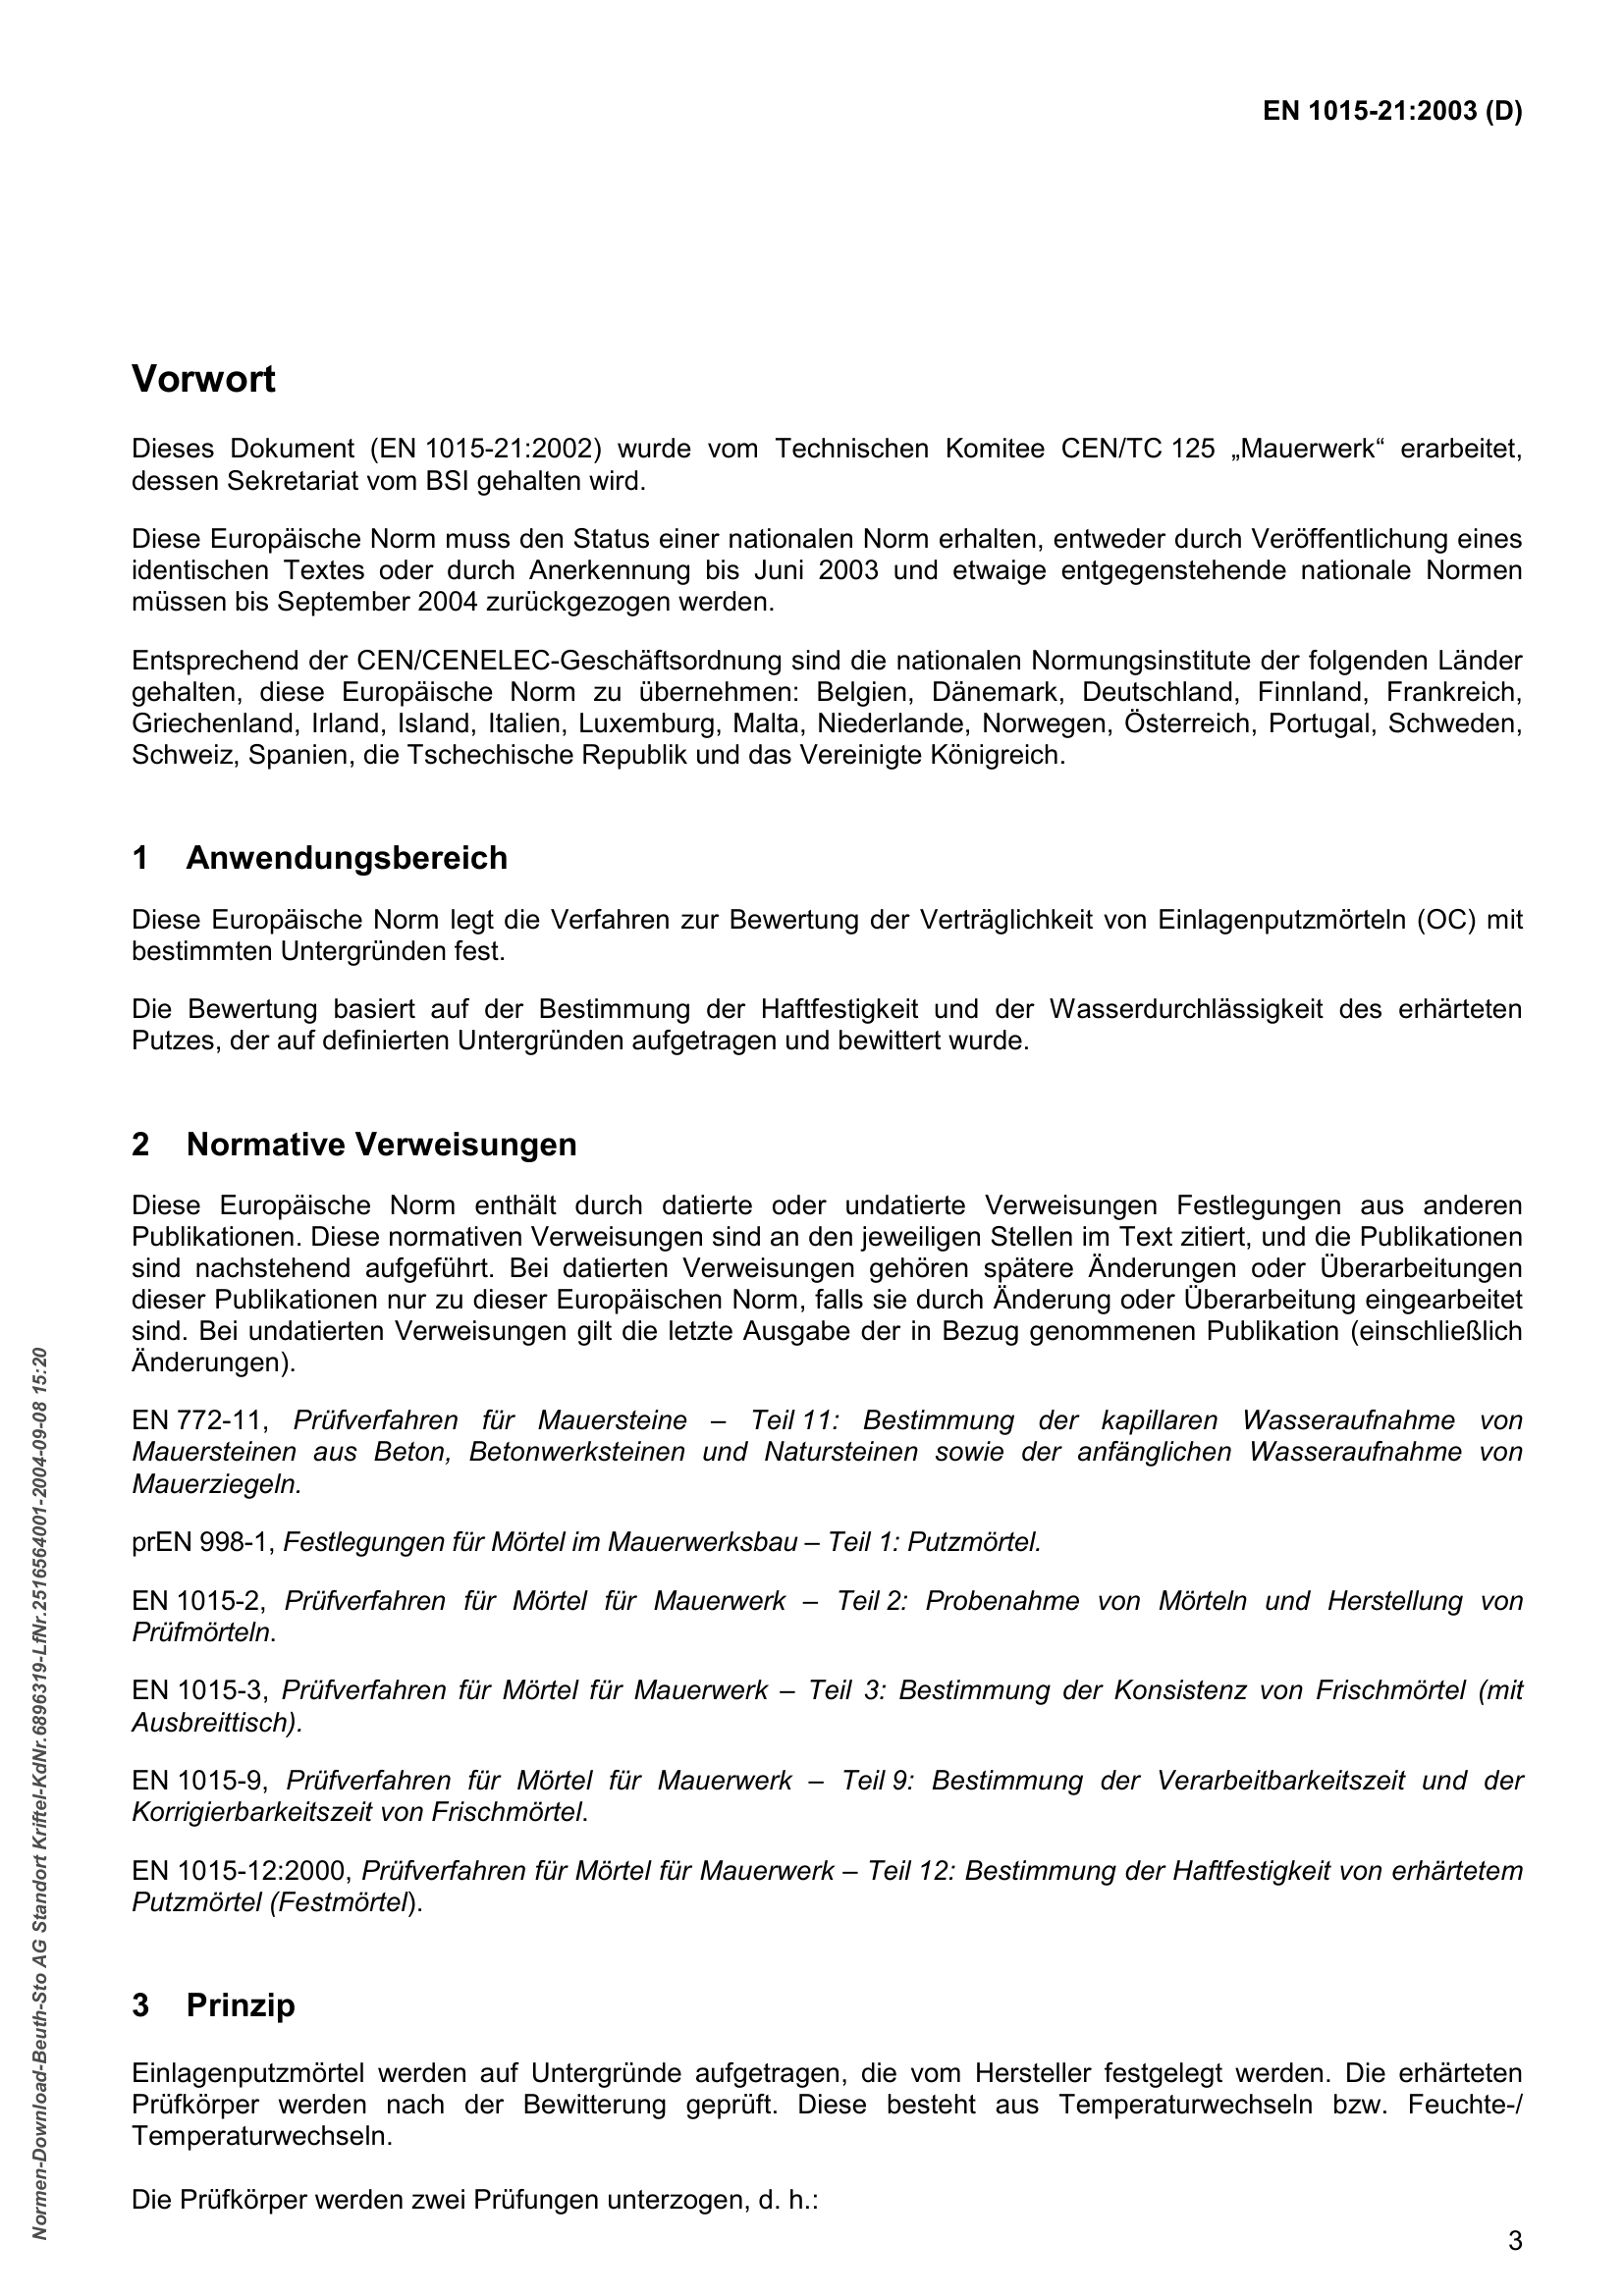 EN 1015-21:2003 (D)
Vorwort
Dieses Dokument (EN 1015-21:2002) wurde vom Technischen Komitee CEN/TC 125 „Mauerwerk“ erarbeitet,
dessen Sekretariat vom BSI gehalten wird.
Diese Europäische Norm muss den Status einer nationalen Norm erhalten, entweder durch Veröffentlichung eines
identischen Textes oder durch Anerkennung bis Juni 2003 und etwaige entgegenstehende nationale Normen
müssen bis September 2004 zurückgezogen werden.
Entsprechend der CEN/CENELEC-Geschäftsordnung sind die nationalen Normungsinstitute der folgenden Länder
gehalten, diese Europäische Norm zu übernehmen: Belgien, Dänemark, Deutschland, Finnland, Frankreich,
Griechenland, Irland, Island, Italien, Luxemburg, Malta, Niederlande, Norwegen, Österreich, Portugal, Schweden,
Schweiz, Spanien, die Tschechische Republik und das Vereinigte Königreich.
1 Anwendungsbereich
Diese Europäische Norm legt die Verfahren zur Bewertung der Verträglichkeit von Einlagenputzmörteln (OC) mit
bestimmten Untergründen fest.
Die Bewertung basiert auf der Bestimmung der Haftfestigkeit und der Wasserdurchlässigkeit des erhärteten
Putzes, der auf definierten Untergründen aufgetragen und bewittert wurde.
2 Normative Verweisungen
Diese Europäische Norm enthält durch datierte oder undatierte Verweisungen Festlegungen aus anderen
Publikationen. Diese normativen Verweisungen sind an den jeweiligen Stellen im Text zitiert, und die Publikationen
sind nachstehend aufgeführt. Bei datierten Verweisungen gehören spätere Änderungen oder Überarbeitungen
dieser Publikationen nur zu dieser Europäischen Norm, falls sie durch Änderung oder Überarbeitung eingearbeitet
sind. Bei undatierten Verweisungen gilt die letzte Ausgabe der in Bezug genommenen Publikation (einschließlich
Änderungen).
EN 772-11, Prüfverfahren für Mauersteine – Teil 11: Bestimmung der kapillaren Wasseraufnahme von
Mauersteinen aus Beton, Betonwerksteinen und Natursteinen sowie der anfänglichen Wasseraufnahme von
Mauerziegeln.
prEN 998-1, Festlegungen für Mörtel im Mauerwerksbau – Teil 1: Putzmörtel.
EN 1015-2, Prüfverfahren für Mörtel für Mauerwerk – Teil 2: Probenahme von Mörteln und Herstellung von
Prüfmörteln.
EN 1015-3, Prüfverfahren für Mörtel für Mauerwerk – Teil 3: Bestimmung der Konsistenz von Frischmörtel (mit
Ausbreittisch).
EN 1015-9, Prüfverfahren für Mörtel für Mauerwerk – Teil 9: Bestimmung der Verarbeitbarkeitszeit und der
Korrigierbarkeitszeit von Frischmörtel.
EN 1015-12:2000, Prüfverfahren für Mörtel für Mauerwerk – Teil 12: Bestimmung der Haftfestigkeit von erhärtetem
Putzmörtel (Festmörtel).
3 Prinzip
Einlagenputzmörtel werden auf Untergründe aufgetragen, die vom Hersteller festgelegt werden. Die erhärteten
Prüfkörper werden nach der Bewitterung geprüft. Diese besteht aus Temperaturwechseln bzw. Feuchte-/
Temperaturwechseln.
Die Prüfkörper werden zwei Prüfungen unterzogen, d. h.:
3
Normen-Download-Beuth-Sto AG Standort Kriftel-KdNr.6896319-LfNr.2516564001-2004-09-08 15:20